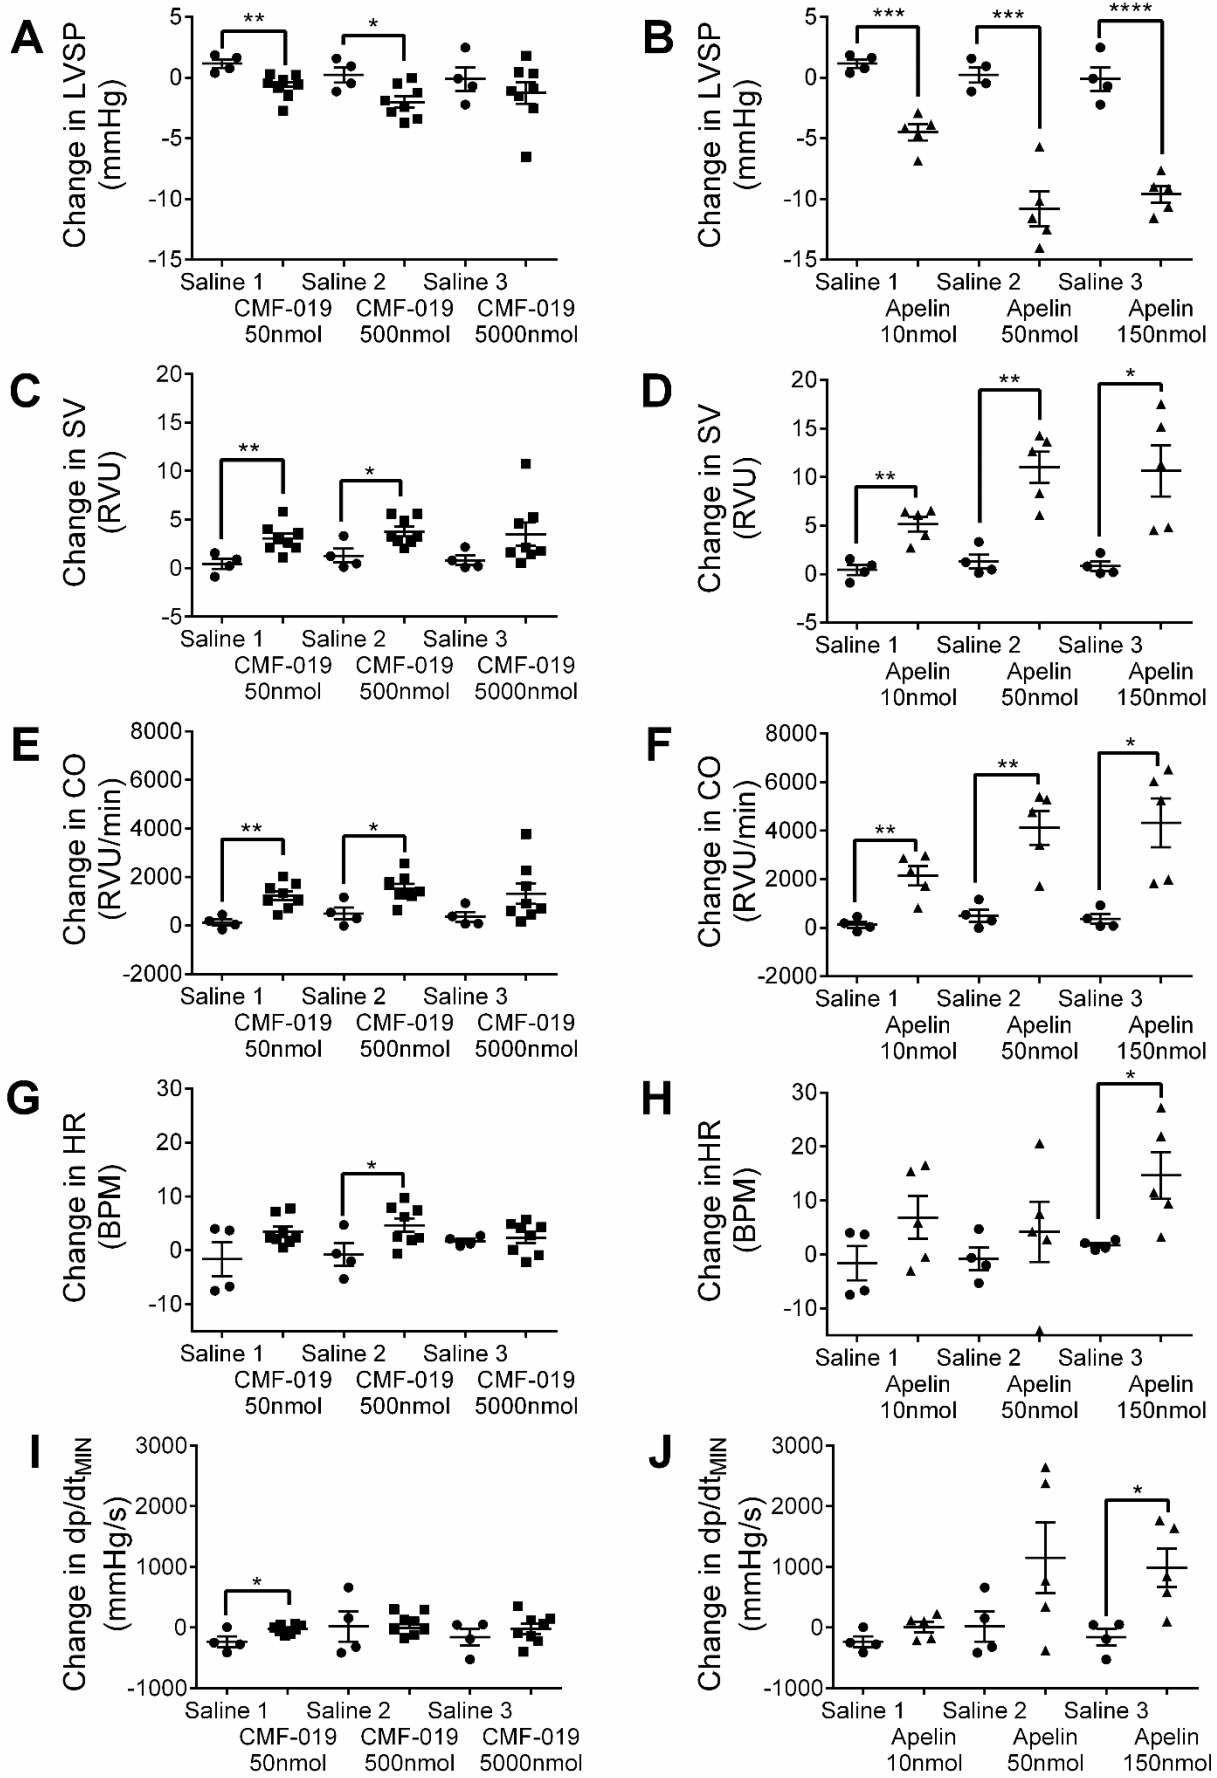 A
Change in LVSP
(mmHg)
5
0
-5
-10
-15
**
*
Saline 1 Saline 2 Saline 3
CMF-019 CMF-019 CMF-019
50nmol 500nmol 5000nmol
B
Change in LVSP
(mmHg)
5
0
-5
-10
-15
***
***
****
Saline 1 Saline 2 Saline 3
Apelin Apelin Apelin
10nmol 50nmol 150nmol
C
Change in SV
(RVU)
20
15
10
5
0
-5
**
*
Saline 1 Saline 2 Saline 3
CMF-019 CMF-019 CMF-019
50nmol 500nmol 5000nmol
D
Change in SV
(RVU)
20
15
10
5
0
-5
**
**
*
Saline 1 Saline 2 Saline 3
Apelin Apelin Apelin
10nmol 50nmol 150nmol
E
Change in CO
(RVU/min)
8000
6000
4000
2000
0
-2000
**
*
Saline 1 Saline 2 Saline 3
CMF-019 CMF-019 CMF-019
50nmol 500nmol 5000nmol
F
Change in CO
(RVU/min)
8000
6000
4000
2000
0
-2000
**
**
*
Saline 1 Saline 2 Saline 3
Apelin Apelin Apelin
10nmol 50nmol 150nmol
G
Change in HR
(BPM)
30
20
10
0
-10
*
Saline 1 Saline 2 Saline 3
CMF-019 CMF-019 CMF-019
50nmol 500nmol 5000nmol
H
Change inHR
(BPM)
30
20
10
0
-10
*
Saline 1 Saline 2 Saline 3
Apelin Apelin Apelin
10nmol 50nmol 150nmol
I
Change in dp/dtMIN
(mmHg/s)
3000
2000
1000
0
-1000
*
Saline 1 Saline 2 Saline 3
CMF-019 CMF-019 CMF-019
50nmol 500nmol 5000nmol
J
Change in dp/dtMIN
(mmHg/s)
3000
2000
1000
0
-1000
*
Saline 1 Saline 2 Saline 3
Apelin Apelin Apelin
10nmol 50nmol 150nmol